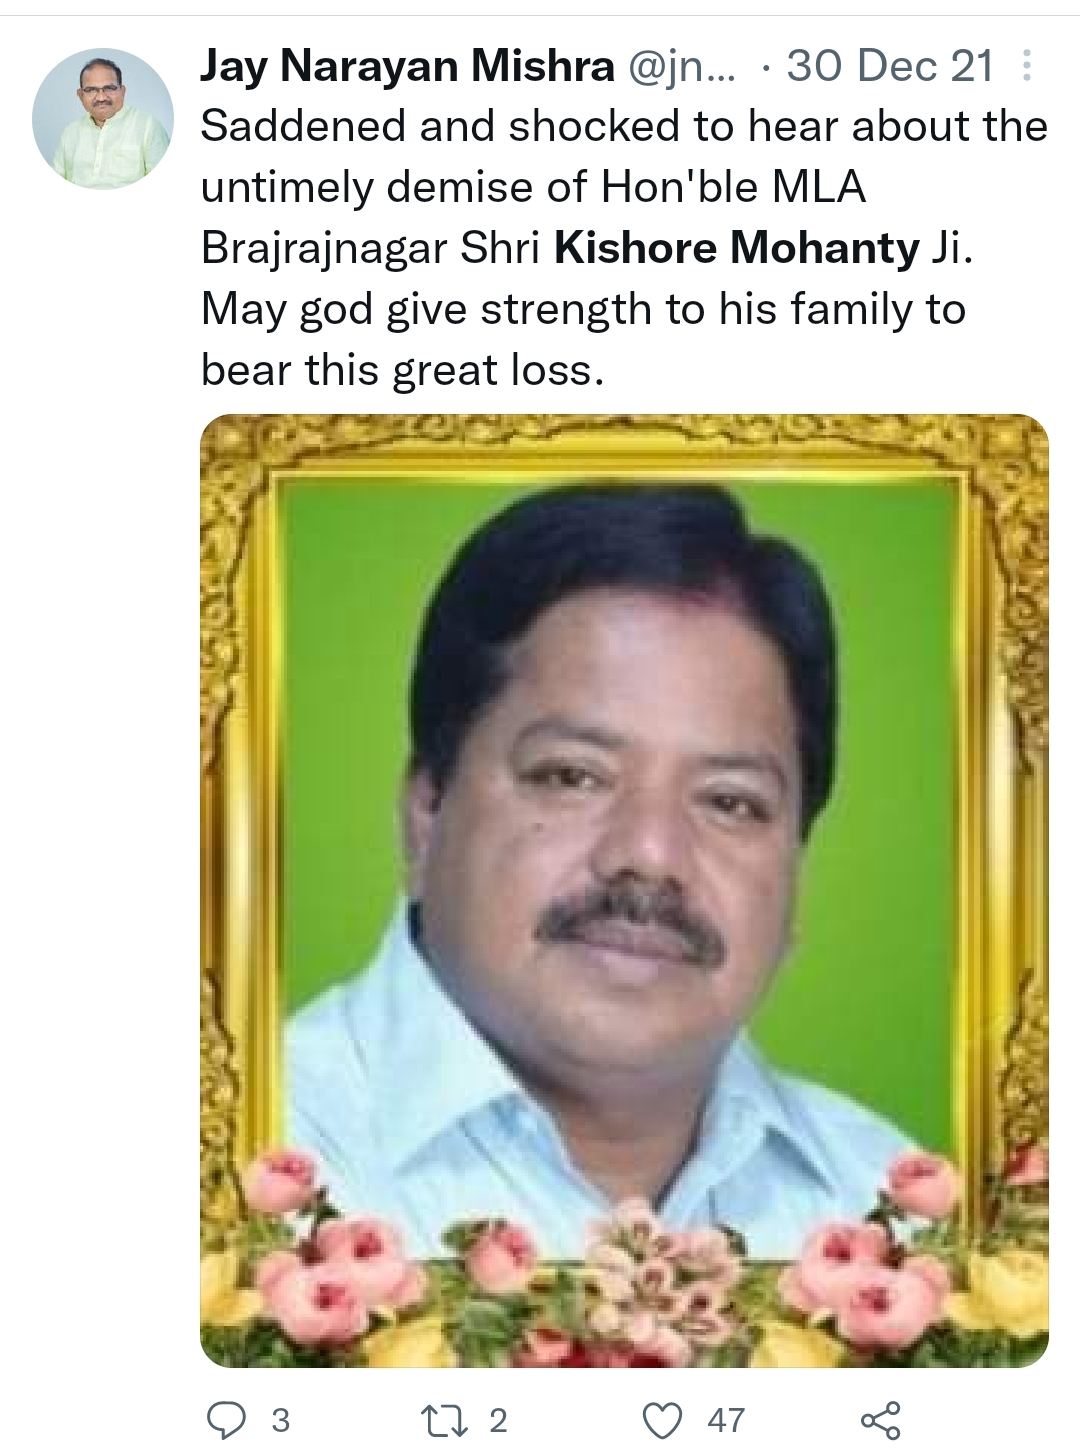 Jay Narayan Mishra @jn... · 30 Dec 21
Saddened and shocked to hear about the
untimely demise of Hon'ble MLA
Brajrajnagar Shri Kishore Mohanty Ji.
May god give strength to his family to
bear this great loss.
3 2 47